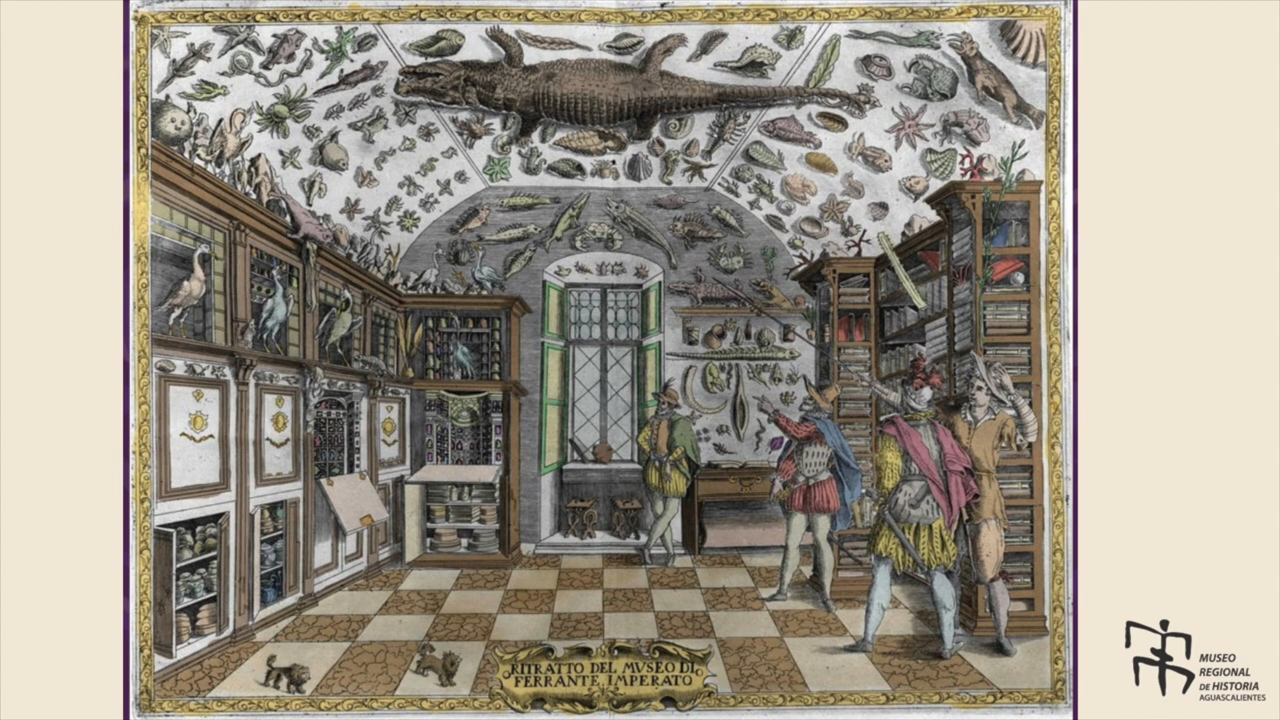 RITRATTO DEL MVSEO DI
FERRANTE IMPERATO
MUSEO
REGIONAL
DE HISTORIA
AGUASCALIENTES